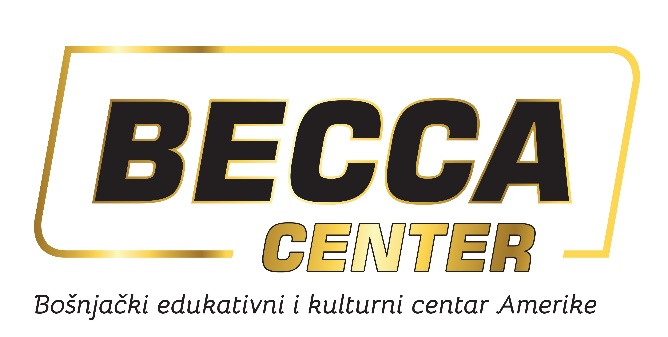 BECCA
CENTER
Bošnjački edukativni i kulturni centar Amerike